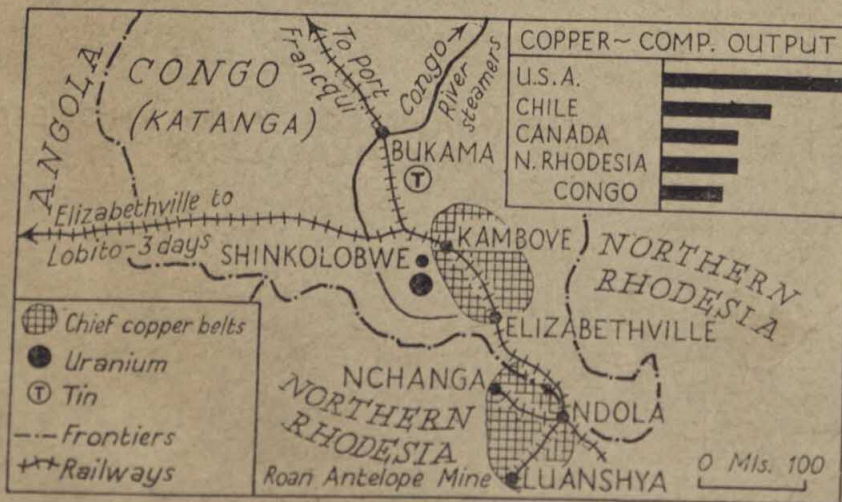 ANGOLA
CONGO
(KATANGA)
To Port
Francqui
Congo
River
steamers
COPPER~COMP. OUTPUT
U.S.A.
CHILE
CANADA
N. RHODESIA
CONGO
BUKAMA
T
Elizabethville to
Lobito-3 days
SHINKOLOBWE
KAMBOVE
NORTHERN
RHODESIA
ELIZABETHVILLE
Chief copper belts
Uranium
T Tin
Frontiers
Railways
NCHANGA
NORTHERN
RHODESIA
NDOLA
Roan Antelope Mine
LUANSHYA
0 Mls. 100